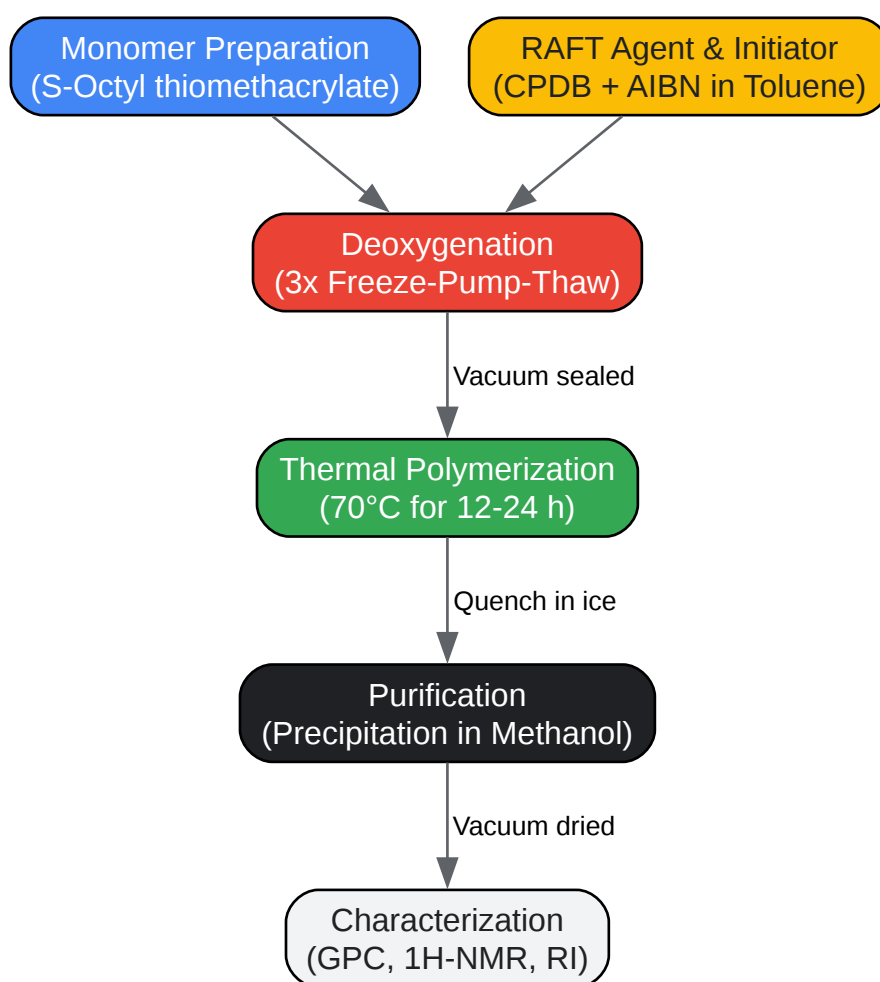 Monomer Preparation
(S-Octyl thiomethacrylate)
RAFT Agent & Initiator
(CPDB + AIBN in Toluene)
Deoxygenation
(3x Freeze-Pump-Thaw)
Vacuum sealed
Thermal Polymerization
(70°C for 12-24 h)
Quench in ice
Purification
(Precipitation in Methanol)
Vacuum dried
Characterization
(GPC, 1H-NMR, RI)